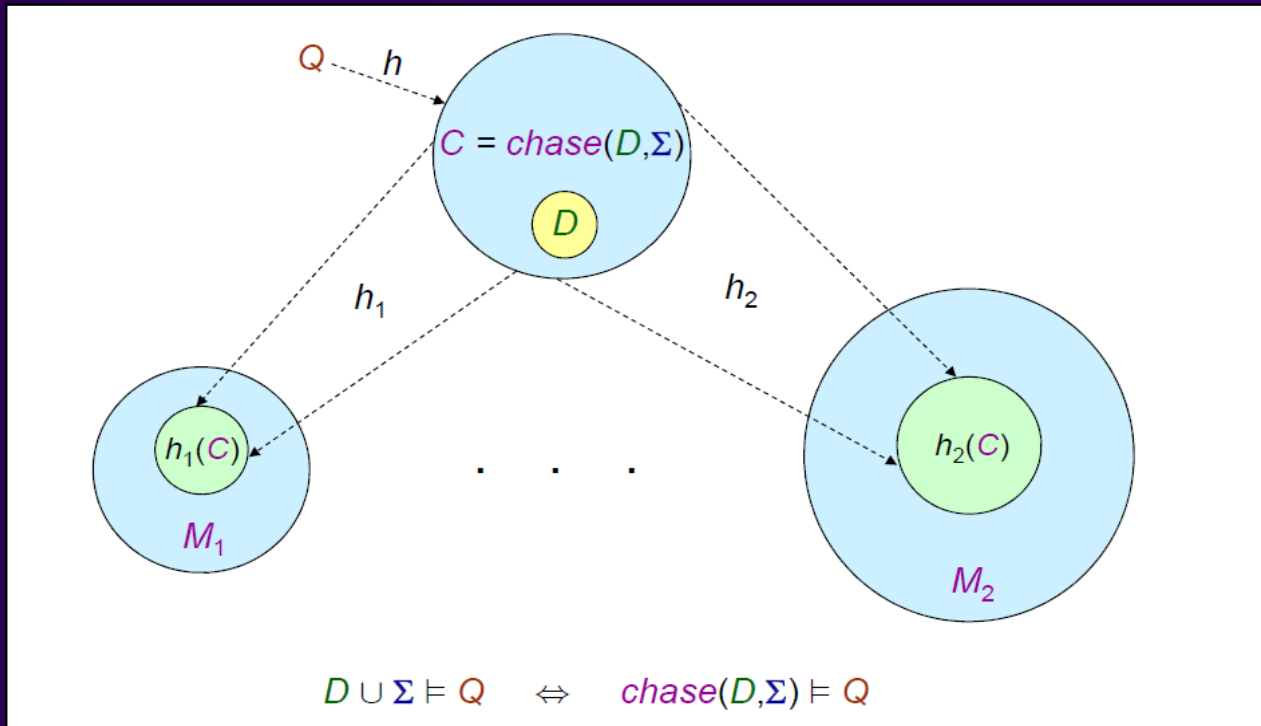 Q
h
C = chase(D,Σ)
D
h₁
h₂
h₁(C)
. . .
h₂(C)
M₁
M₂
D ∪ Σ ⊨ Q ⇔ chase(D,Σ) ⊨ Q